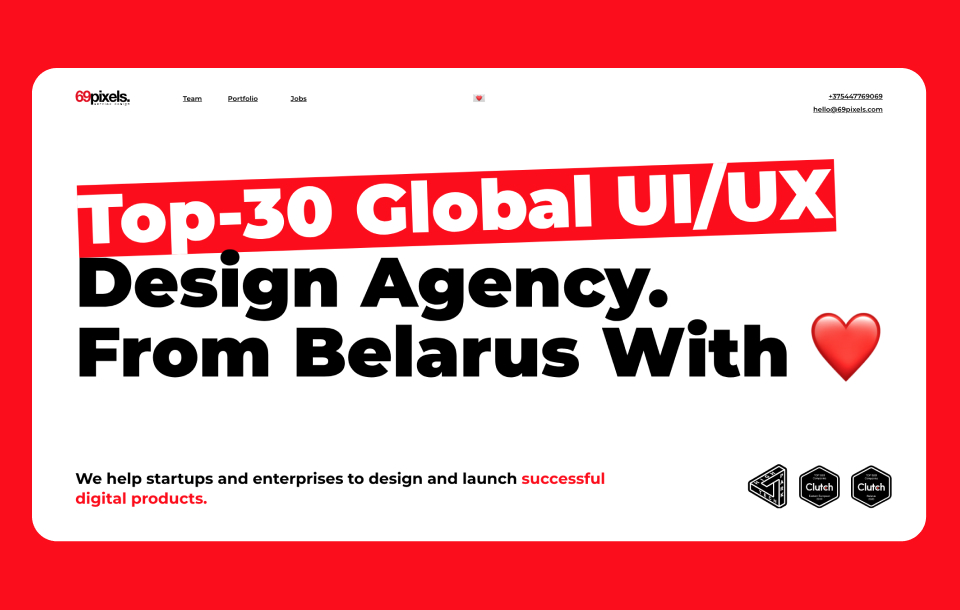 69pixels.
Team
Portfolio
Jobs
+375447769069
hello@69pixels.com
Top-30 Global UI/UX
Design Agency.
From Belarus With ❤️
We help startups and enterprises to design and launch successful
digital products.
Clutch
Clutch